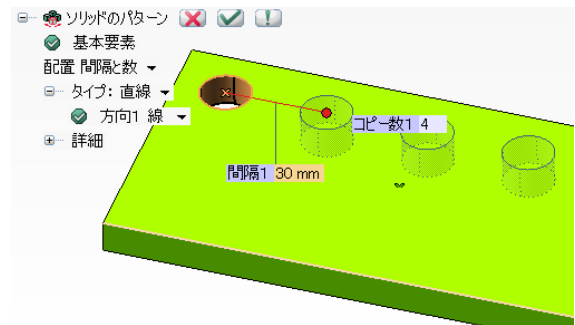 ソリッドのパターン
基本要素
配置 間隔と数
タイプ: 直線
方向1 線
詳細
コピー数1 4
間隔1 30 mm